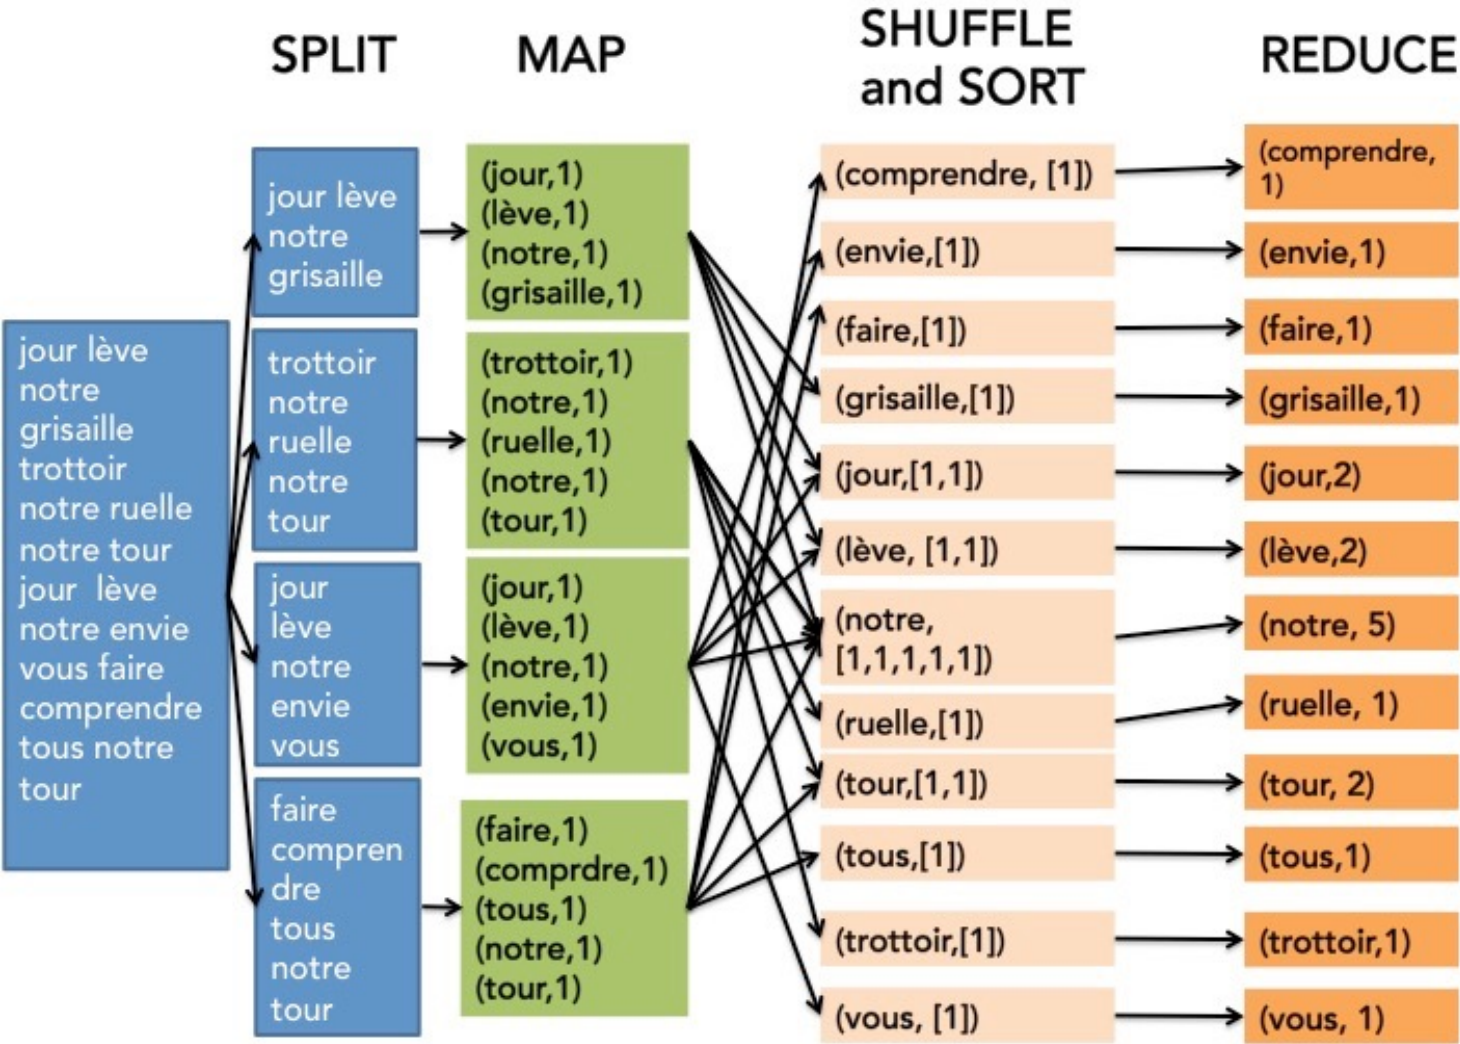 SPLIT
MAP
SHUFFLE
and SORT
REDUCE
jour lève
notre
grisaille
trottoir
notre ruelle
notre tour
jour  lève
notre envie
vous faire
comprendre
tous notre
tour
jour lève
notre
grisaille
trottoir
notre
ruelle
notre
tour
jour
lève
notre
envie
vous
faire
compren
dre
tous
notre
tour
(jour,1)
(lève,1)
(notre,1)
(grisaille,1)
(trottoir,1)
(notre,1)
(ruelle,1)
(notre,1)
(tour,1)
(jour,1)
(lève,1)
(notre,1)
(envie,1)
(vous,1)
(faire,1)
(comprdre,1)
(tous,1)
(notre,1)
(tour,1)
(comprendre, [1])
(envie,[1])
(faire,[1])
(grisaille,[1])
(jour,[1,1])
(lève, [1,1])
(notre,
[1,1,1,1,1])
(ruelle,[1])
(tour,[1,1])
(tous,[1])
(trottoir,[1])
(vous, [1])
(comprendre,
1)
(envie,1)
(faire,1)
(grisaille,1)
(jour,2)
(lève,2)
(notre, 5)
(ruelle, 1)
(tour, 2)
(tous,1)
(trottoir,1)
(vous, 1)